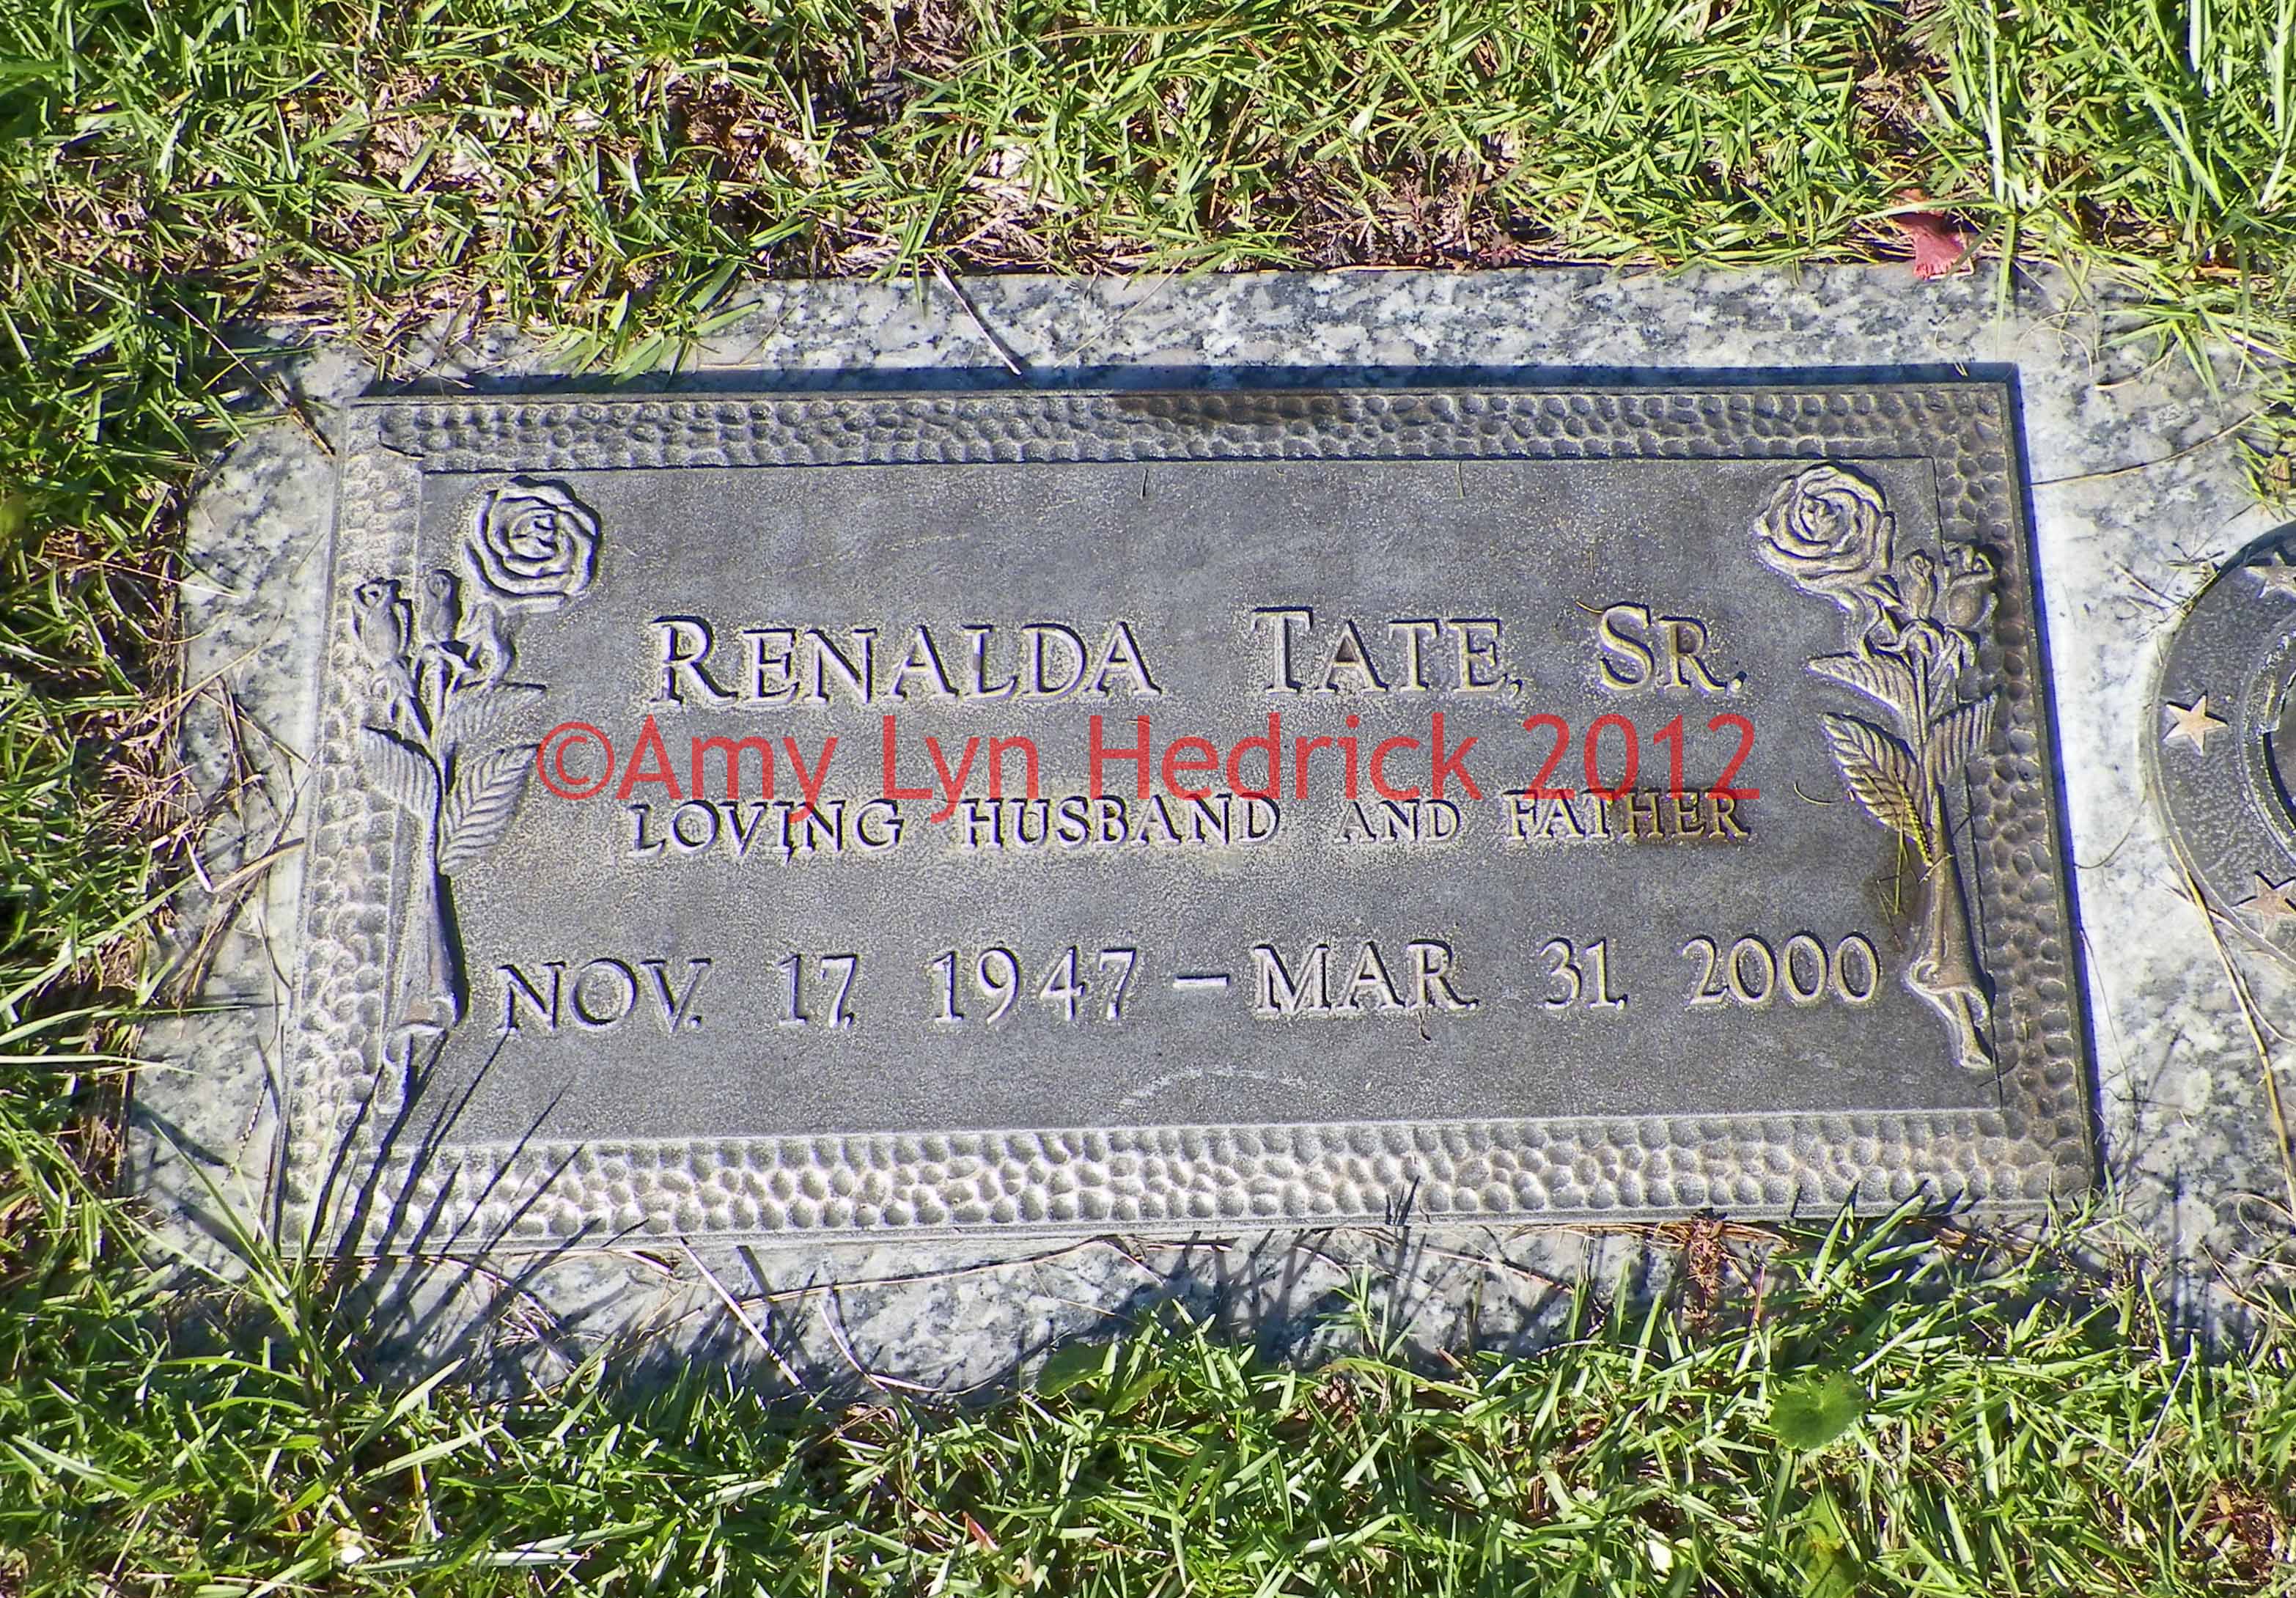 RENALDA TATE, SR.
©Amy Lyn Hedrick 2012
LOVING HUSBAND AND FATHER
NOV. 17, 1947 – MAR. 31, 2000